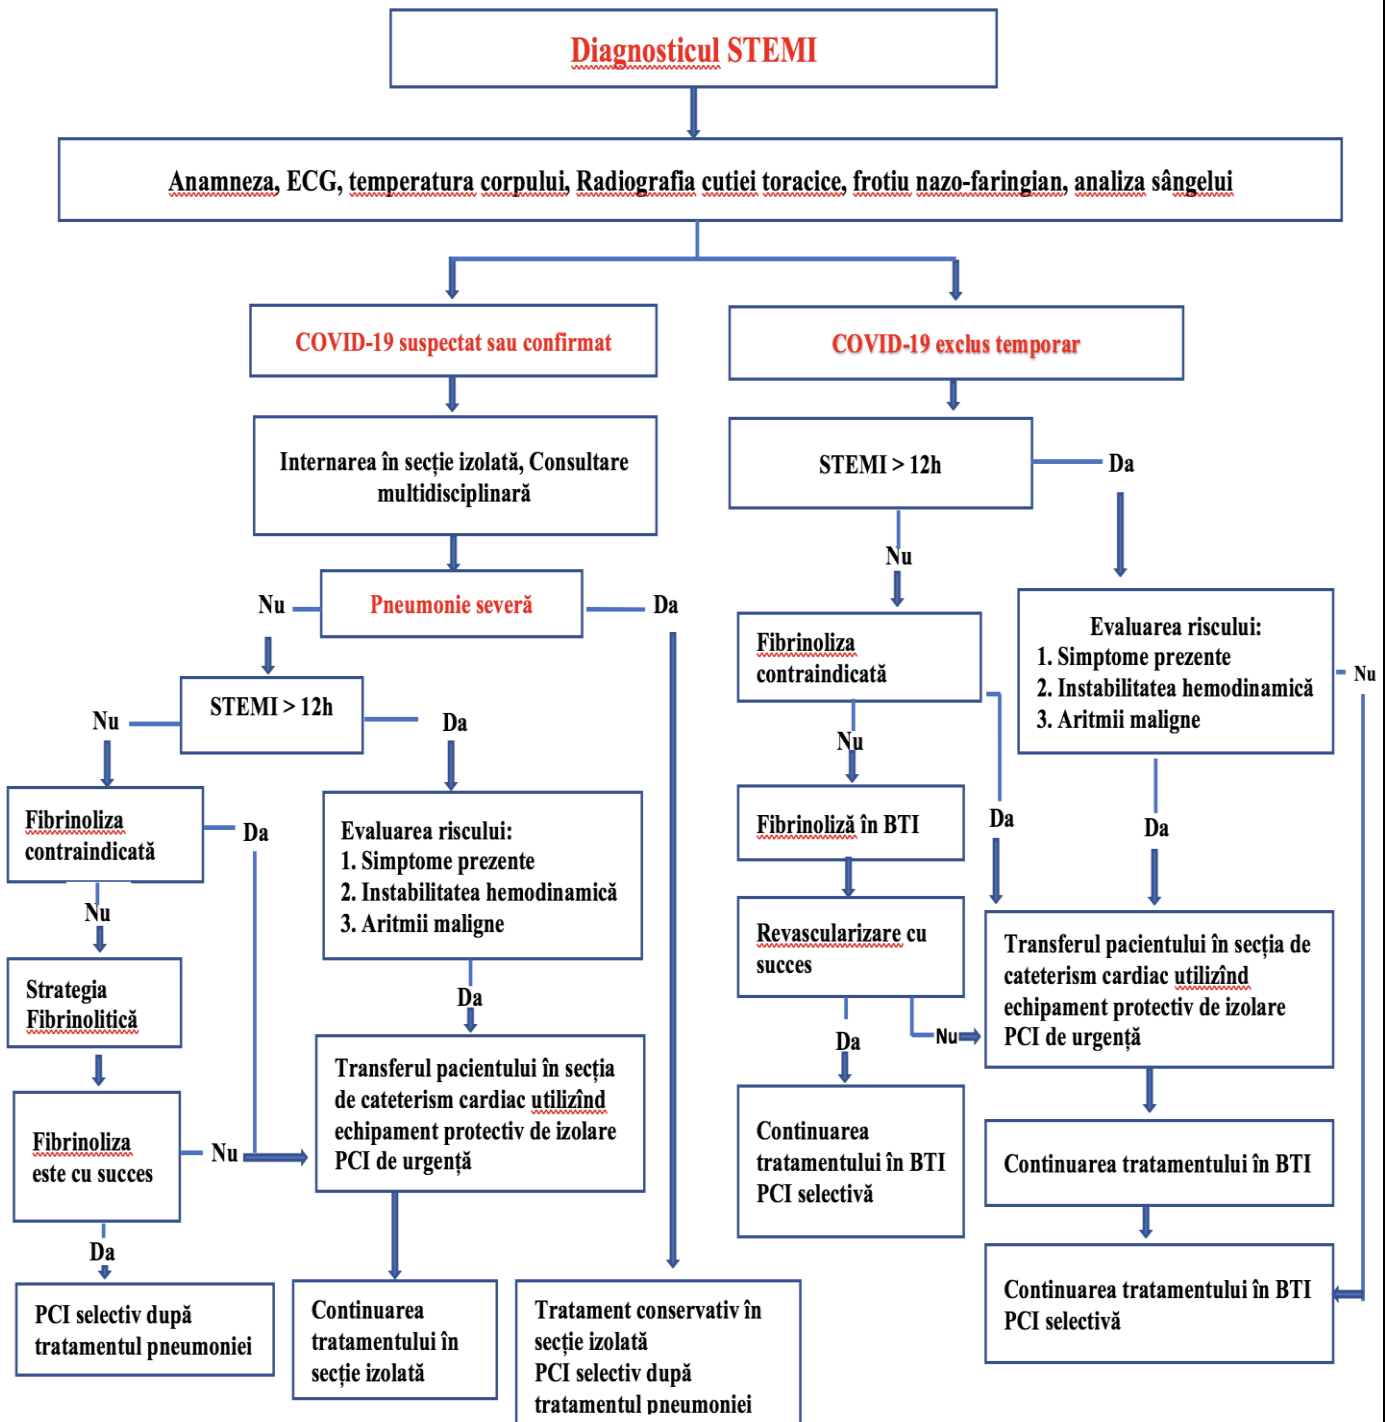 Diagnosticul STEMI
Anamneza, ECG, temperatura corpului, Radiografia cutiei toracice, frotiu nazo-faringian, analiza sângelui
COVID-19 suspectat sau confirmat
Internarea în secție izolată, Consultare
multidisciplinară
Pneumonie severă
Nu
Da
STEMI > 12h
Nu
Da
Fibrinoliza
contraindicată
Da
Nu
Evaluarea riscului:
1. Simptome prezente
2. Instabilitatea hemodinamică
3. Aritmii maligne
Da
Strategia
Fibrinolitică
Fibrinoliza
este cu succes
Nu
Da
Transferul pacientului în secția
de cateterism cardiac utilizînd
echipament protectiv de izolare
PCI de urgență
PCI selectiv după
tratamentul pneumoniei
Continuarea
tratamentului în
secție izolată
Tratament conservativ în
secție izolată
PCI selectiv după
tratamentul pneumoniei
COVID-19 exclus temporar
STEMI > 12h
Da
Nu
Fibrinoliza
contraindicată
Nu
Da
Evaluarea riscului:
1. Simptome prezente
2. Instabilitatea hemodinamică
3. Aritmii maligne
Nu
Da
Fibrinoliză în BTI
Revascularizare cu
succes
Da
Nu
Transferul pacientului în secția de
cateterism cardiac utilizînd
echipament protectiv de izolare
PCI de urgență
Continuarea
tratamentului în BTI
PCI selectivă
Continuarea tratamentului în BTI
Continuarea tratamentului în BTI
PCI selectivă